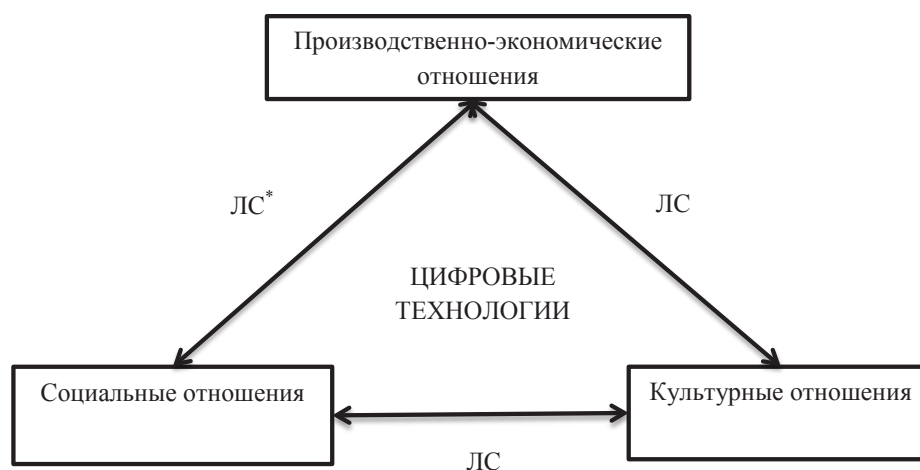 Производственно-экономические
отношения
ЛС*
ЛС
ЦИФРОВЫЕ
ТЕХНОЛОГИИ
Социальные отношения
Культурные отношения
ЛС